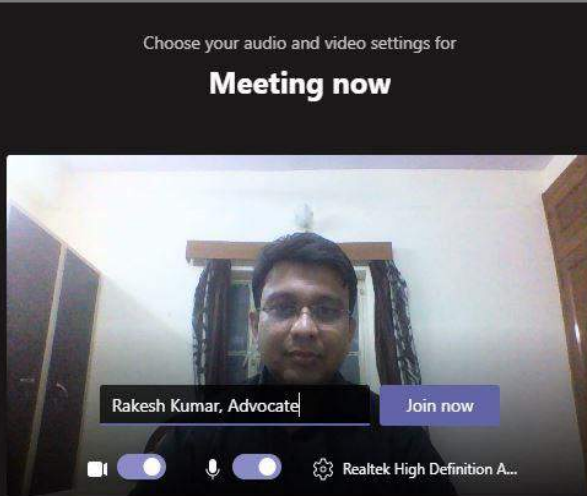 Choose your audio and video settings for
Meeting now
Rakesh Kumar, Advocate
Join now
Realtek High Definition A...